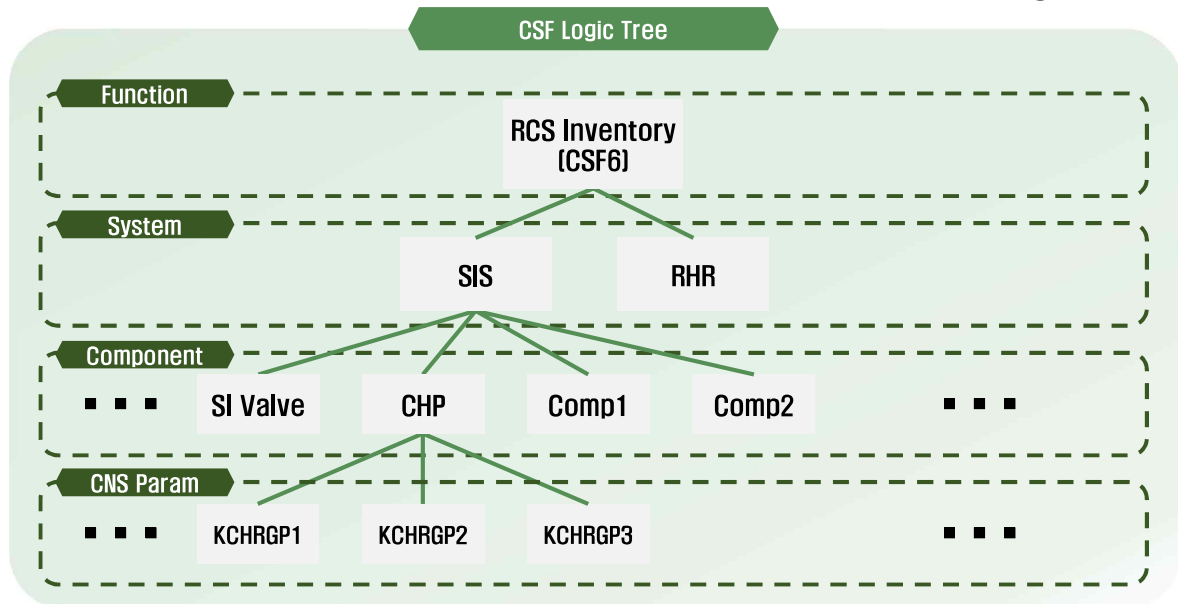 CSF Logic Tree
Function
RCS Inventory
(CSF6)
System
SIS
RHR
Component
SI Valve
CHP
Comp1
Comp2
CNS Param
KCHRGP1
KCHRGP2
KCHRGP3